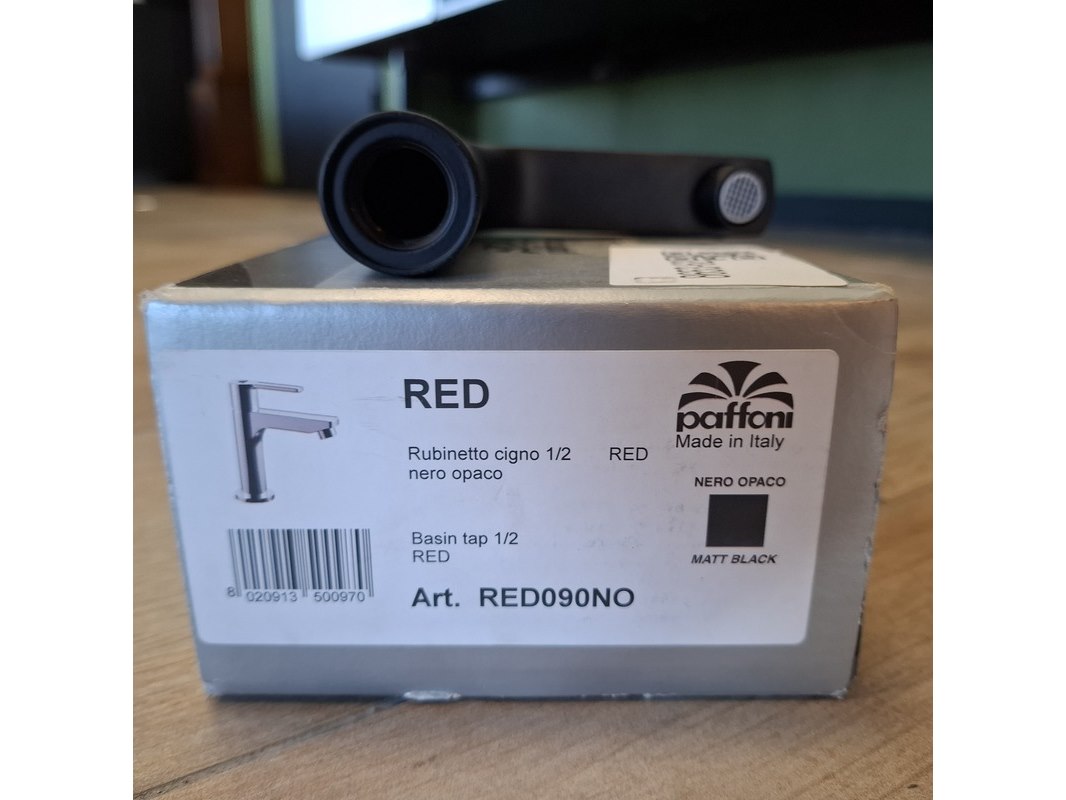 RED
paffoni
Made in Italy
Rubinetto cigno 1/2 RED
nero opaco
NERO OPACO
MATT BLACK
Basin tap 1/2
RED
8 020913 500970
Art. RED090NO